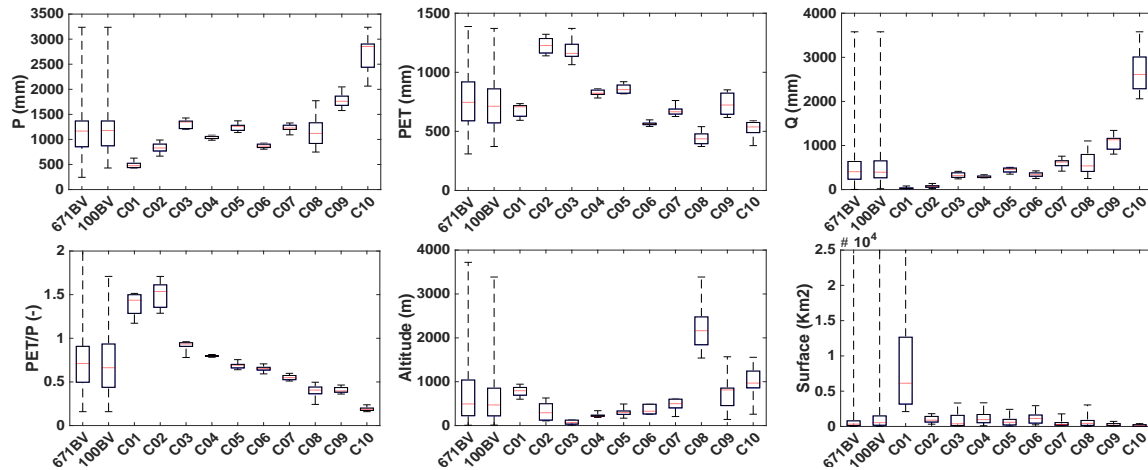 3500
3000
2500
2000
1500
1000
500
0
P
(mm)
671BV
100BV
C01
C02
C03
C04
C05
C06
C07
C08
C09
C10
1500
1000
500
0
PET (mm)
671BV
100BV
C01
C02
C03
C04
C05
C06
C07
C08
C09
C10
4000
3000
2000
1000
0
Q
(mm)
671BV
100BV
C01
C02
C03
C04
C05
C06
C07
C08
C09
C10
2
1.5
1
0.5
0
PET/P (-)
671BV
100BV
C01
C02
C03
C04
C05
C06
C07
C08
C09
C10
4000
3000
2000
1000
0
Altitude (m)
671BV
100BV
C01
C02
C03
C04
C05
C06
C07
C08
C09
C10
# 10^4
2.5
2
1.5
1
0.5
0
Surface (Km2)
671BV
100BV
C01
C02
C03
C04
C05
C06
C07
C08
C09
C10